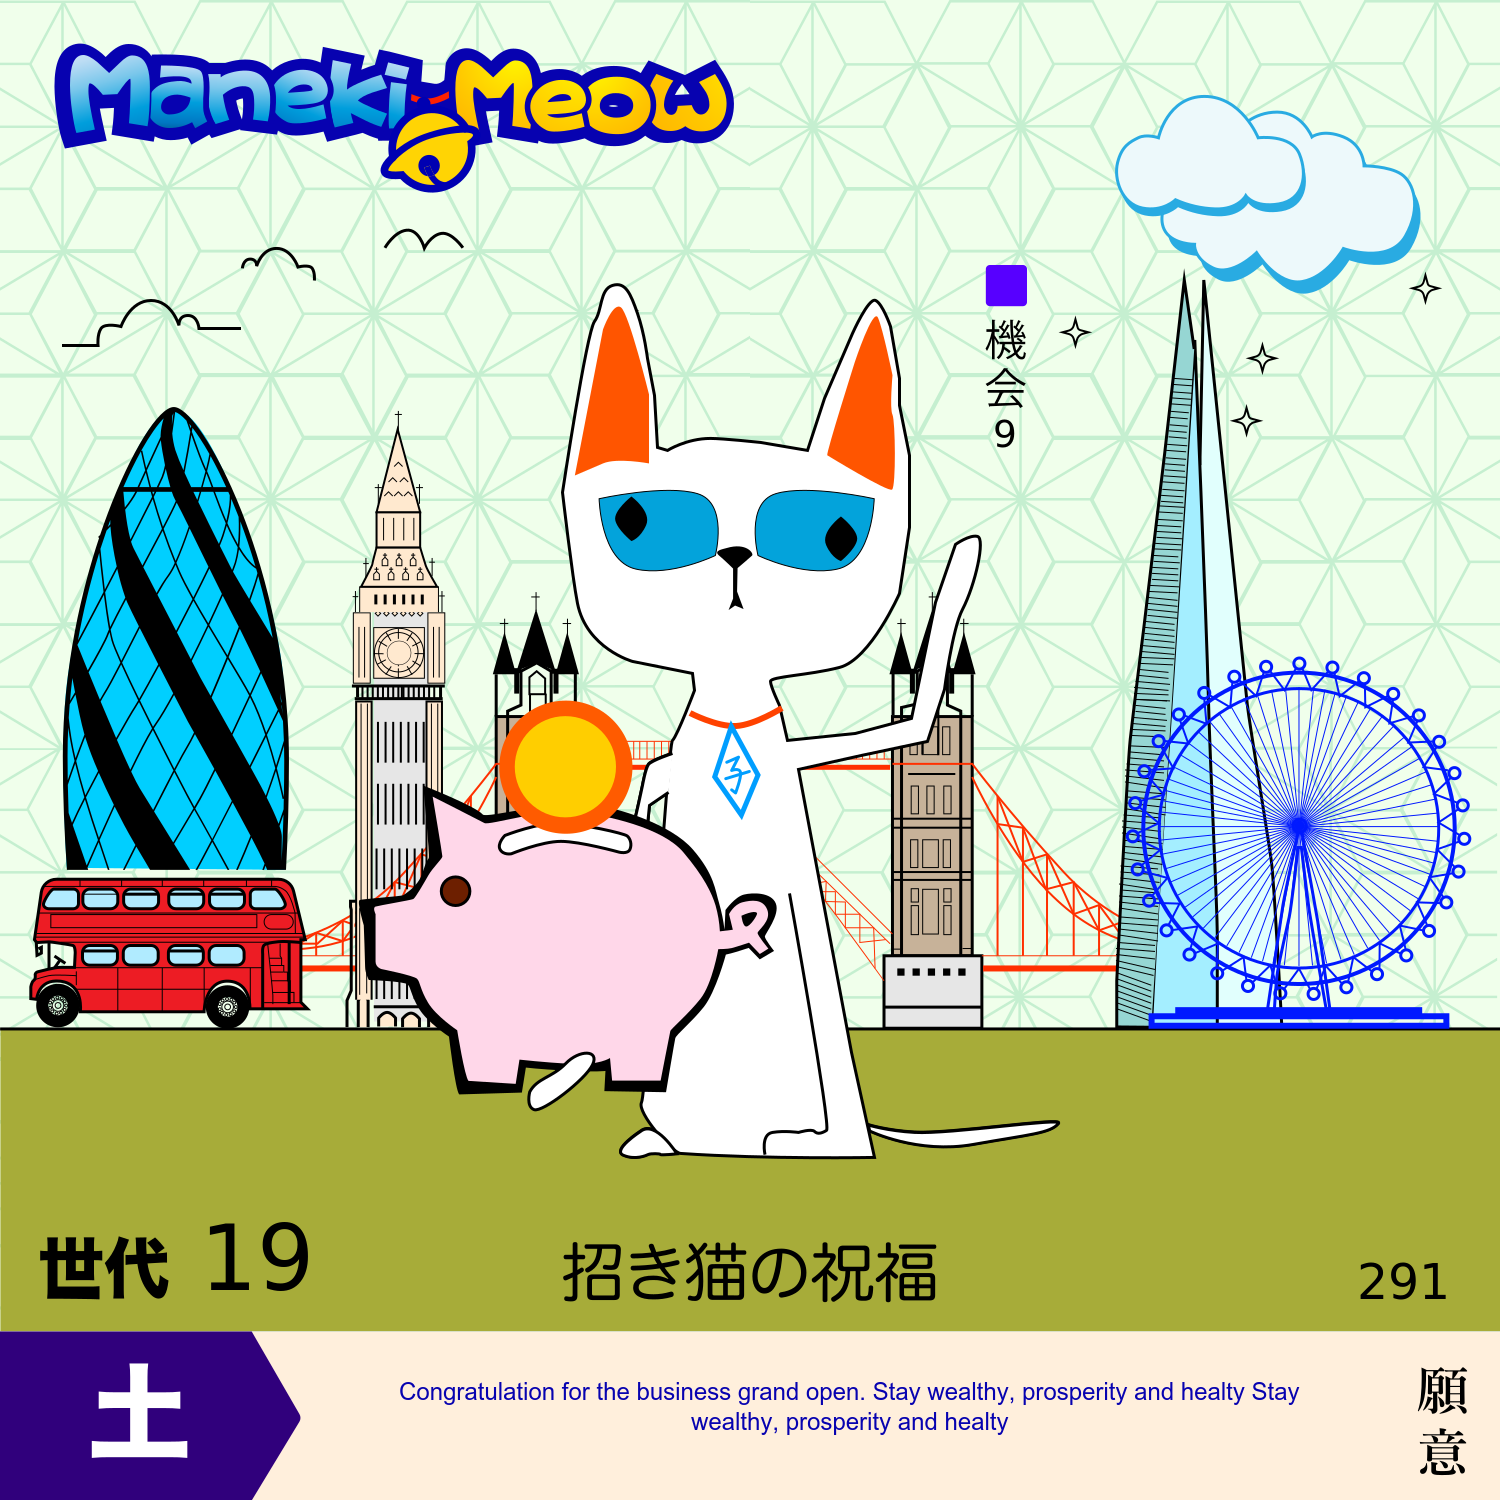 Maneki-Meow
機会9
子
世代 19
招き猫の祝福
291
土
Congratulation for the business grand open. Stay wealthy, prosperity and healty Stay
wealthy, prosperity and healty
願意